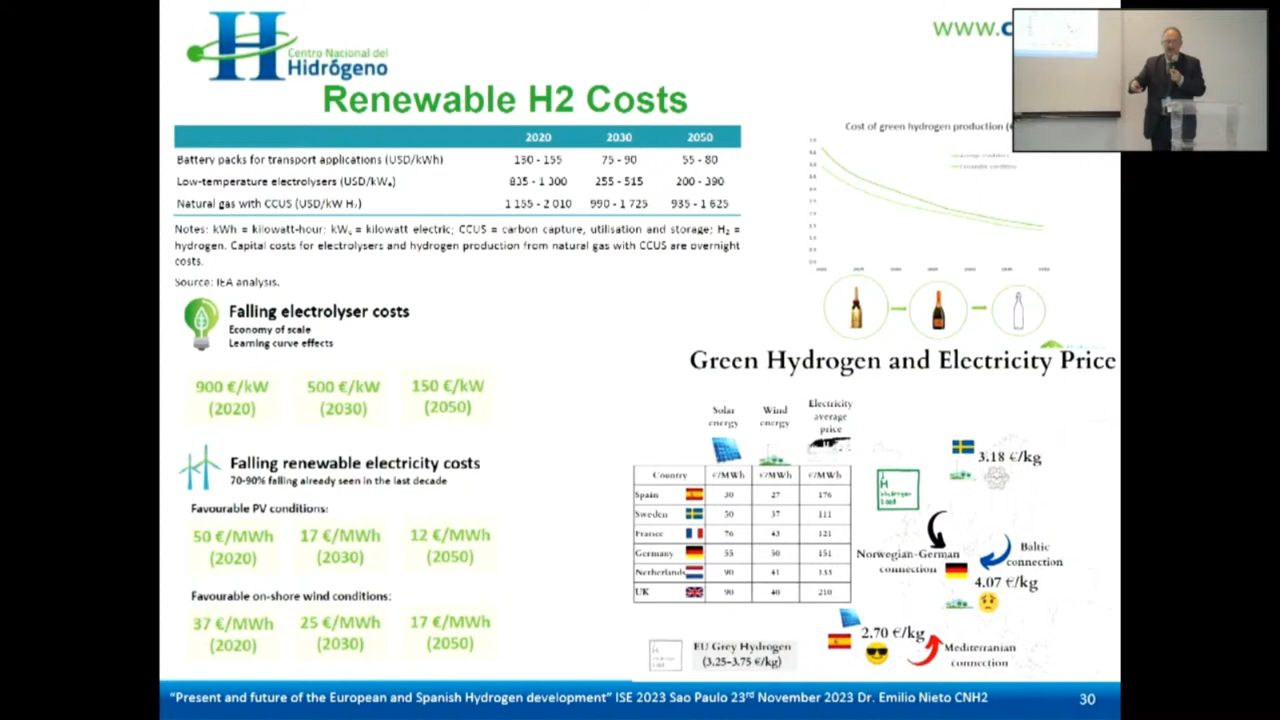 www.c
Centro Nacional del
Hidrógeno
Renewable H2 Costs
2020 2030 2050
Battery packs for transport applications (USD/kWh) 130 - 155 75 - 90 55 - 80
Low-temperature electrolysers (USD/kWe) 835 - 1 300 255 - 515 200 - 390
Natural gas with CCUS (USD/kW H2) 1 155 - 2 010 990 - 1 725 935 - 1 625
Notes: kWh = kilowatt-hour; kWe = kilowatt electric; CCUS = carbon capture, utilisation and storage; H2 =
hydrogen. Capital costs for electrolysers and hydrogen production from natural gas with CCUS are overnight
costs.
Source: IEA analysis.
Cost of green hydrogen production (
Falling electrolyser costs
Economy of scale
Learning curve effects
900 €/kW 500 €/kW 150 €/kW
(2020) (2030) (2050)
Falling renewable electricity costs
70-90% falling already seen in the last decade
Favourable PV conditions:
50 €/MWh 17 €/MWh 12 €/MWh
(2020) (2030) (2050)
Favourable on-shore wind conditions:
37 €/MWh 25 €/MWh 17 €/MWh
(2020) (2030) (2050)
Green Hydrogen and Electricity Price
Solar energy
Wind energy
Electricity average price
Country €/MWh €/MWh €/MWh
Spain 30 27 176
Sweden 50 37 111
France 76 43 121
Germany 55 50 151
Netherlands 90 41 133
UK 90 40 210
H
3.18 €/kg
Norwegian-German
connection
Baltic
connection
4.07 €/kg
2.70 €/kg
Mediterranean
connection
EU Grey Hydrogen
(3.25-3.75 €/kg)
"Present and future of the European and Spanish Hydrogen development" ISE 2023 Sao Paulo 23rd November 2023 Dr. Emilio Nieto CNH2
30